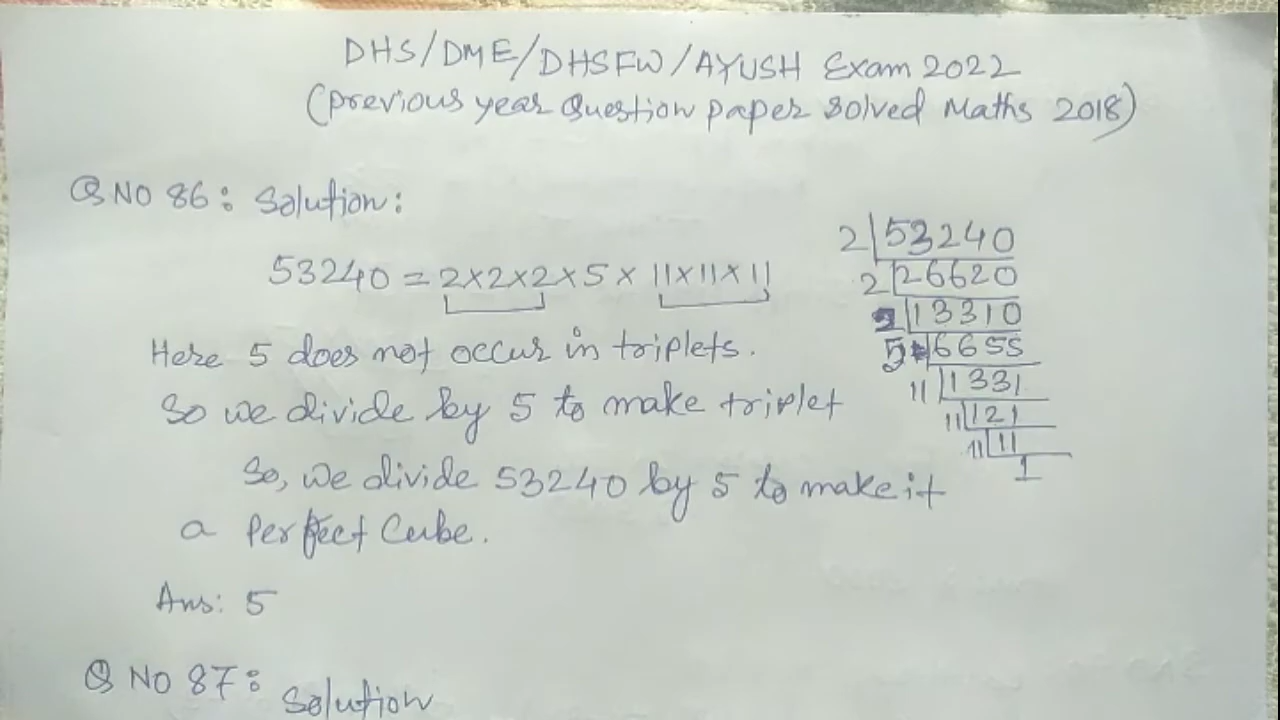 DHS/DME/DHSFW/AYUSH Exam 2022
(previous year Question paper solved Maths 2018)
Q NO 86: Solution:
53240 = 2×2×2×5× 11×11×11
Here 5 does not occur in triplets.
So we divide by 5 to make triplet
So, we divide 53240 by 5 to make it
a perfect Cube.
Ans: 5
2|53240
2|26620
2|13310
5|6655
11|1331
11|121
11|11
1
Q NO 87: Solution